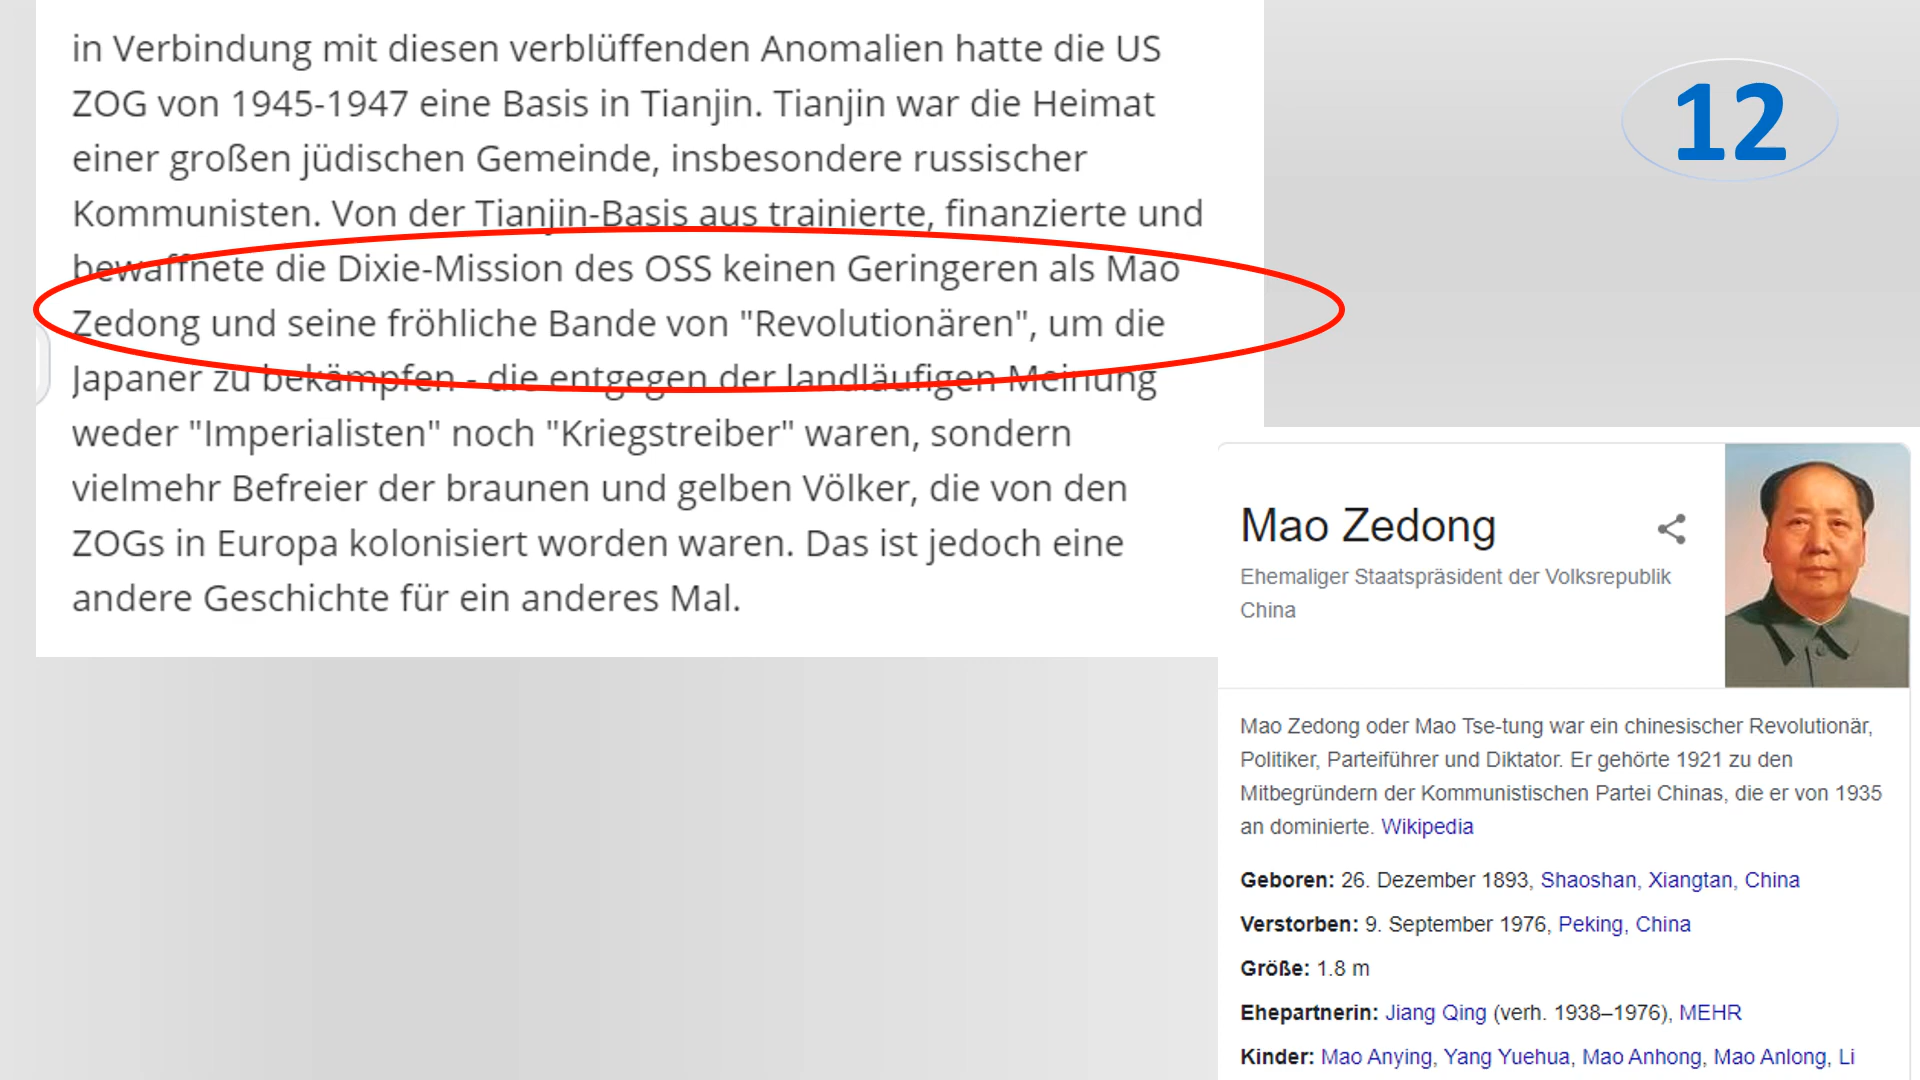 in Verbindung mit diesen verblüffenden Anomalien hatte die US
ZOG von 1945-1947 eine Basis in Tianjin. Tianjin war die Heimat
einer großen jüdischen Gemeinde, insbesondere russischer
Kommunisten. Von der Tianjin-Basis aus trainierte, finanzierte und
bewaffnete die Dixie-Mission des OSS keinen Geringeren als Mao
Zedong und seine fröhliche Bande von "Revolutionären", um die
Japaner zu bekämpfen - die entgegen der landläufigen Meinung
weder "Imperialisten" noch "Kriegstreiber" waren, sondern
vielmehr Befreier der braunen und gelben Völker, die von den
ZOGs in Europa kolonisiert worden waren. Das ist jedoch eine
andere Geschichte für ein anderes Mal.
12
Mao Zedong
Ehemaliger Staatspräsident der Volksrepublik
China
Mao Zedong oder Mao Tse-tung war ein chinesischer Revolutionär,
Politiker, Parteiführer und Diktator. Er gehörte 1921 zu den
Mitbegründern der Kommunistischen Partei Chinas, die er von 1935
an dominierte. Wikipedia
Geboren: 26. Dezember 1893, Shaoshan, Xiangtan, China
Verstorben: 9. September 1976, Peking, China
Größe: 1.8 m
Ehepartnerin: Jiang Qing (verh. 1938–1976), MEHR
Kinder: Mao Anying, Yang Yuehua, Mao Anhong, Mao Anlong, Li